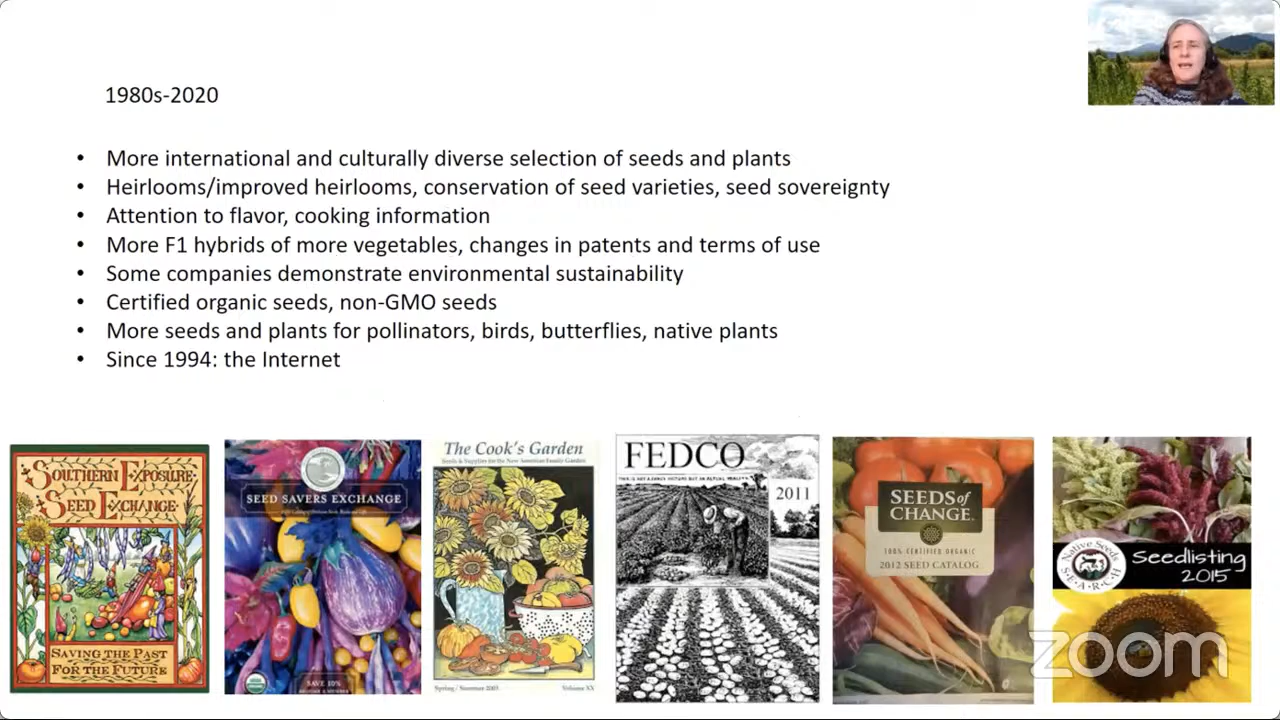 1980s-2020
• More international and culturally diverse selection of seeds and plants
• Heirlooms/improved heirlooms, conservation of seed varieties, seed sovereignty
• Attention to flavor, cooking information
• More F1 hybrids of more vegetables, changes in patents and terms of use
• Some companies demonstrate environmental sustainability
• Certified organic seeds, non-GMO seeds
• More seeds and plants for pollinators, birds, butterflies, native plants
• Since 1994: the Internet
SOUTHERN EXPOSURE
SEED EXCHANGE
SAVING THE PAST
FOR THE FUTURE
SEED SAVERS EXCHANGE
SAVE 10%
The Cook's Garden
Seeds & Supplies for the New American Family Garden
Volume XX
FEDCO
2011
SEEDS of
CHANGE
100% CERTIFIED ORGANIC
2012 SEED CATALOG
Native Seeds
SEARCH
Seedlisting
2015
zoom